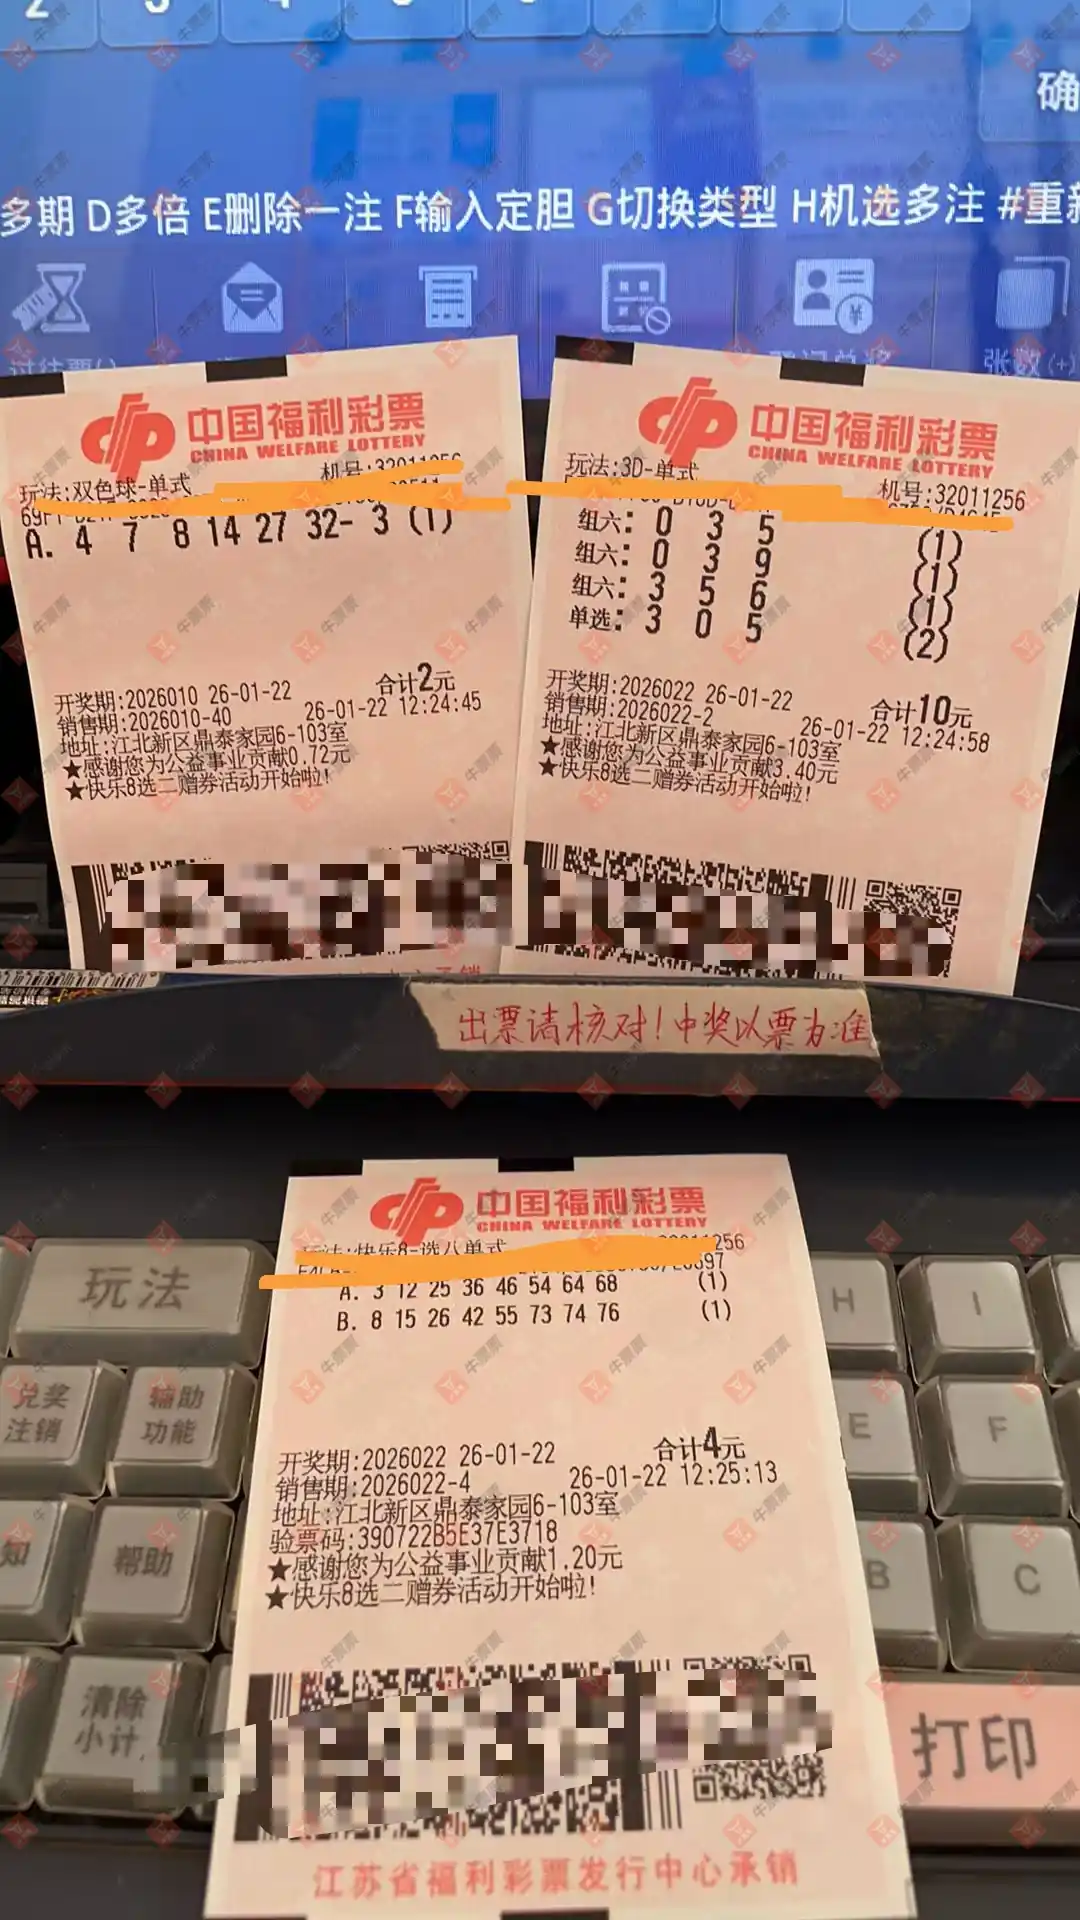 确
多期 D多倍 E删除一注 F输入定胆 G切换类型 H机选多注 #重新
张数(+)
中国福利彩票
CHINA WELFARE LOTTERY
玩法:双色球-单式
机号:32011256
A. 4 7 8 14 27 32- 3 (1)
开奖期:2026010 26-01-22
合计2元
销售期:2026010-40 26-01-22 12:24:45
地址:江北新区鼎泰家园6-103室
★感谢您为公益事业贡献0.72元
★快乐8选二赠券活动开始啦!
中国福利彩票
CHINA WELFARE LOTTERY
玩法:3D-单式
机号:32011256
组六: 0 3 5 (1)
组六: 0 3 9 (1)
组六: 3 5 6 (1)
单选: 3 0 5 (2)
开奖期:2026022 26-01-22
合计10元
销售期:2026022-2 26-01-22 12:24:58
地址:江北新区鼎泰家园6-103室
★感谢您为公益事业贡献3.40元
★快乐8选二赠券活动开始啦!
出票请核对!中奖以票为准
中国福利彩票
CHINA WELFARE LOTTERY
玩法:快乐8-选八单式
A. 3 12 25 36 46 54 64 68 (1)
B. 8 15 26 42 55 73 74 76 (1)
开奖期:2026022 26-01-22
合计4元
销售期:2026022-4 26-01-22 12:25:13
地址:江北新区鼎泰家园6-103室
验票码:390722B5E37E3718
★感谢您为公益事业贡献1.20元
★快乐8选二赠券活动开始啦!
江苏省福利彩票发行中心承销
玩法
H
I
兑奖
注销
辅助
功能
E
F
知
帮助
B
C
清除
小计
打印
牛票票